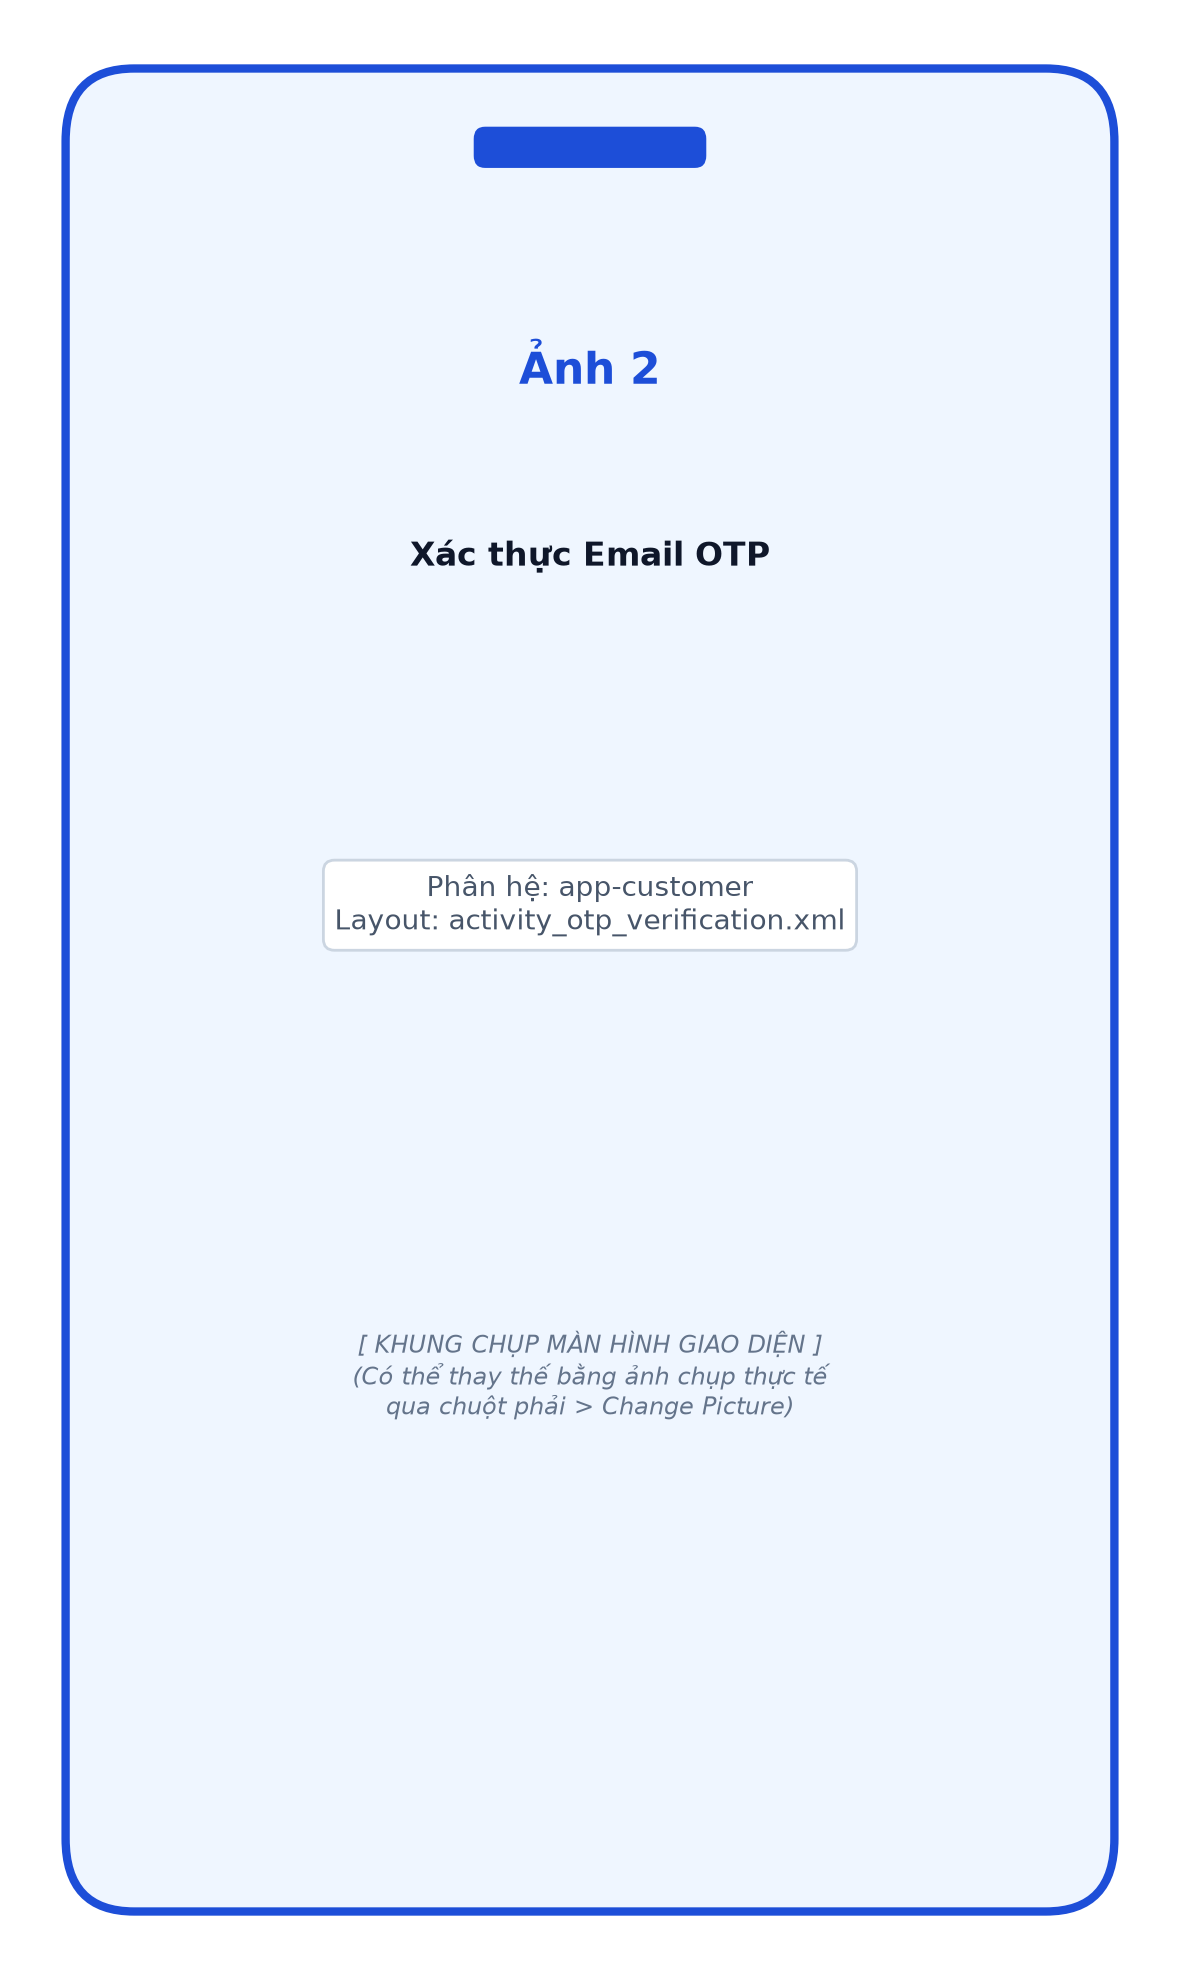 Ảnh 2
Xác thực Email OTP
Phân hệ: app-customer
Layout: activity_otp_verification.xml
[ KHUNG CHỤP MÀN HÌNH GIAO DIỆN ]
(Có thể thay thế bằng ảnh chụp thực tế
qua chuột phải > Change Picture)